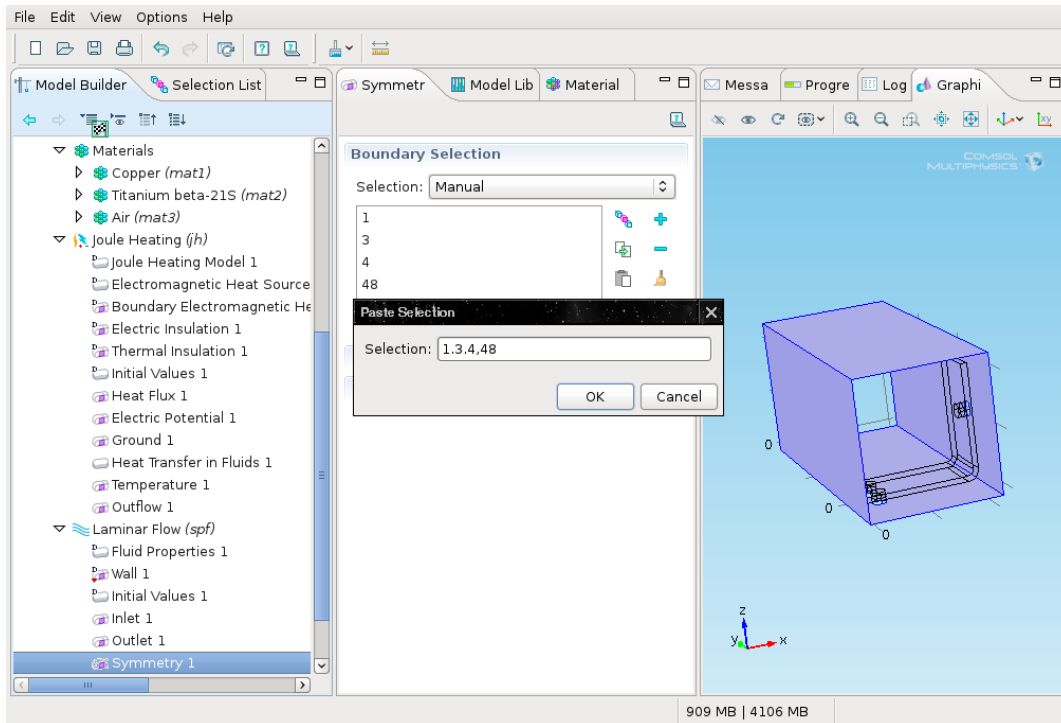 File Edit View Options Help
Model Builder Selection List
Symmetr Model Lib Material
Messa Progre Log Graphi
Materials
Copper (mat1)
Titanium beta-21S (mat2)
Air (mat3)
Joule Heating (jh)
Joule Heating Model 1
Electromagnetic Heat Source
Boundary Electromagnetic He
Electric Insulation 1
Thermal Insulation 1
Initial Values 1
Heat Flux 1
Electric Potential 1
Ground 1
Heat Transfer in Fluids 1
Temperature 1
Outflow 1
Laminar Flow (spf)
Fluid Properties 1
Wall 1
Initial Values 1
Inlet 1
Outlet 1
Symmetry 1
Boundary Selection
Selection: Manual
1
3
4
48
Paste Selection
Selection: 1.3.4,48
OK Cancel
COMSOL
MULTIPHYSICS
xy
0
0
0
z
y x
909 MB | 4106 MB